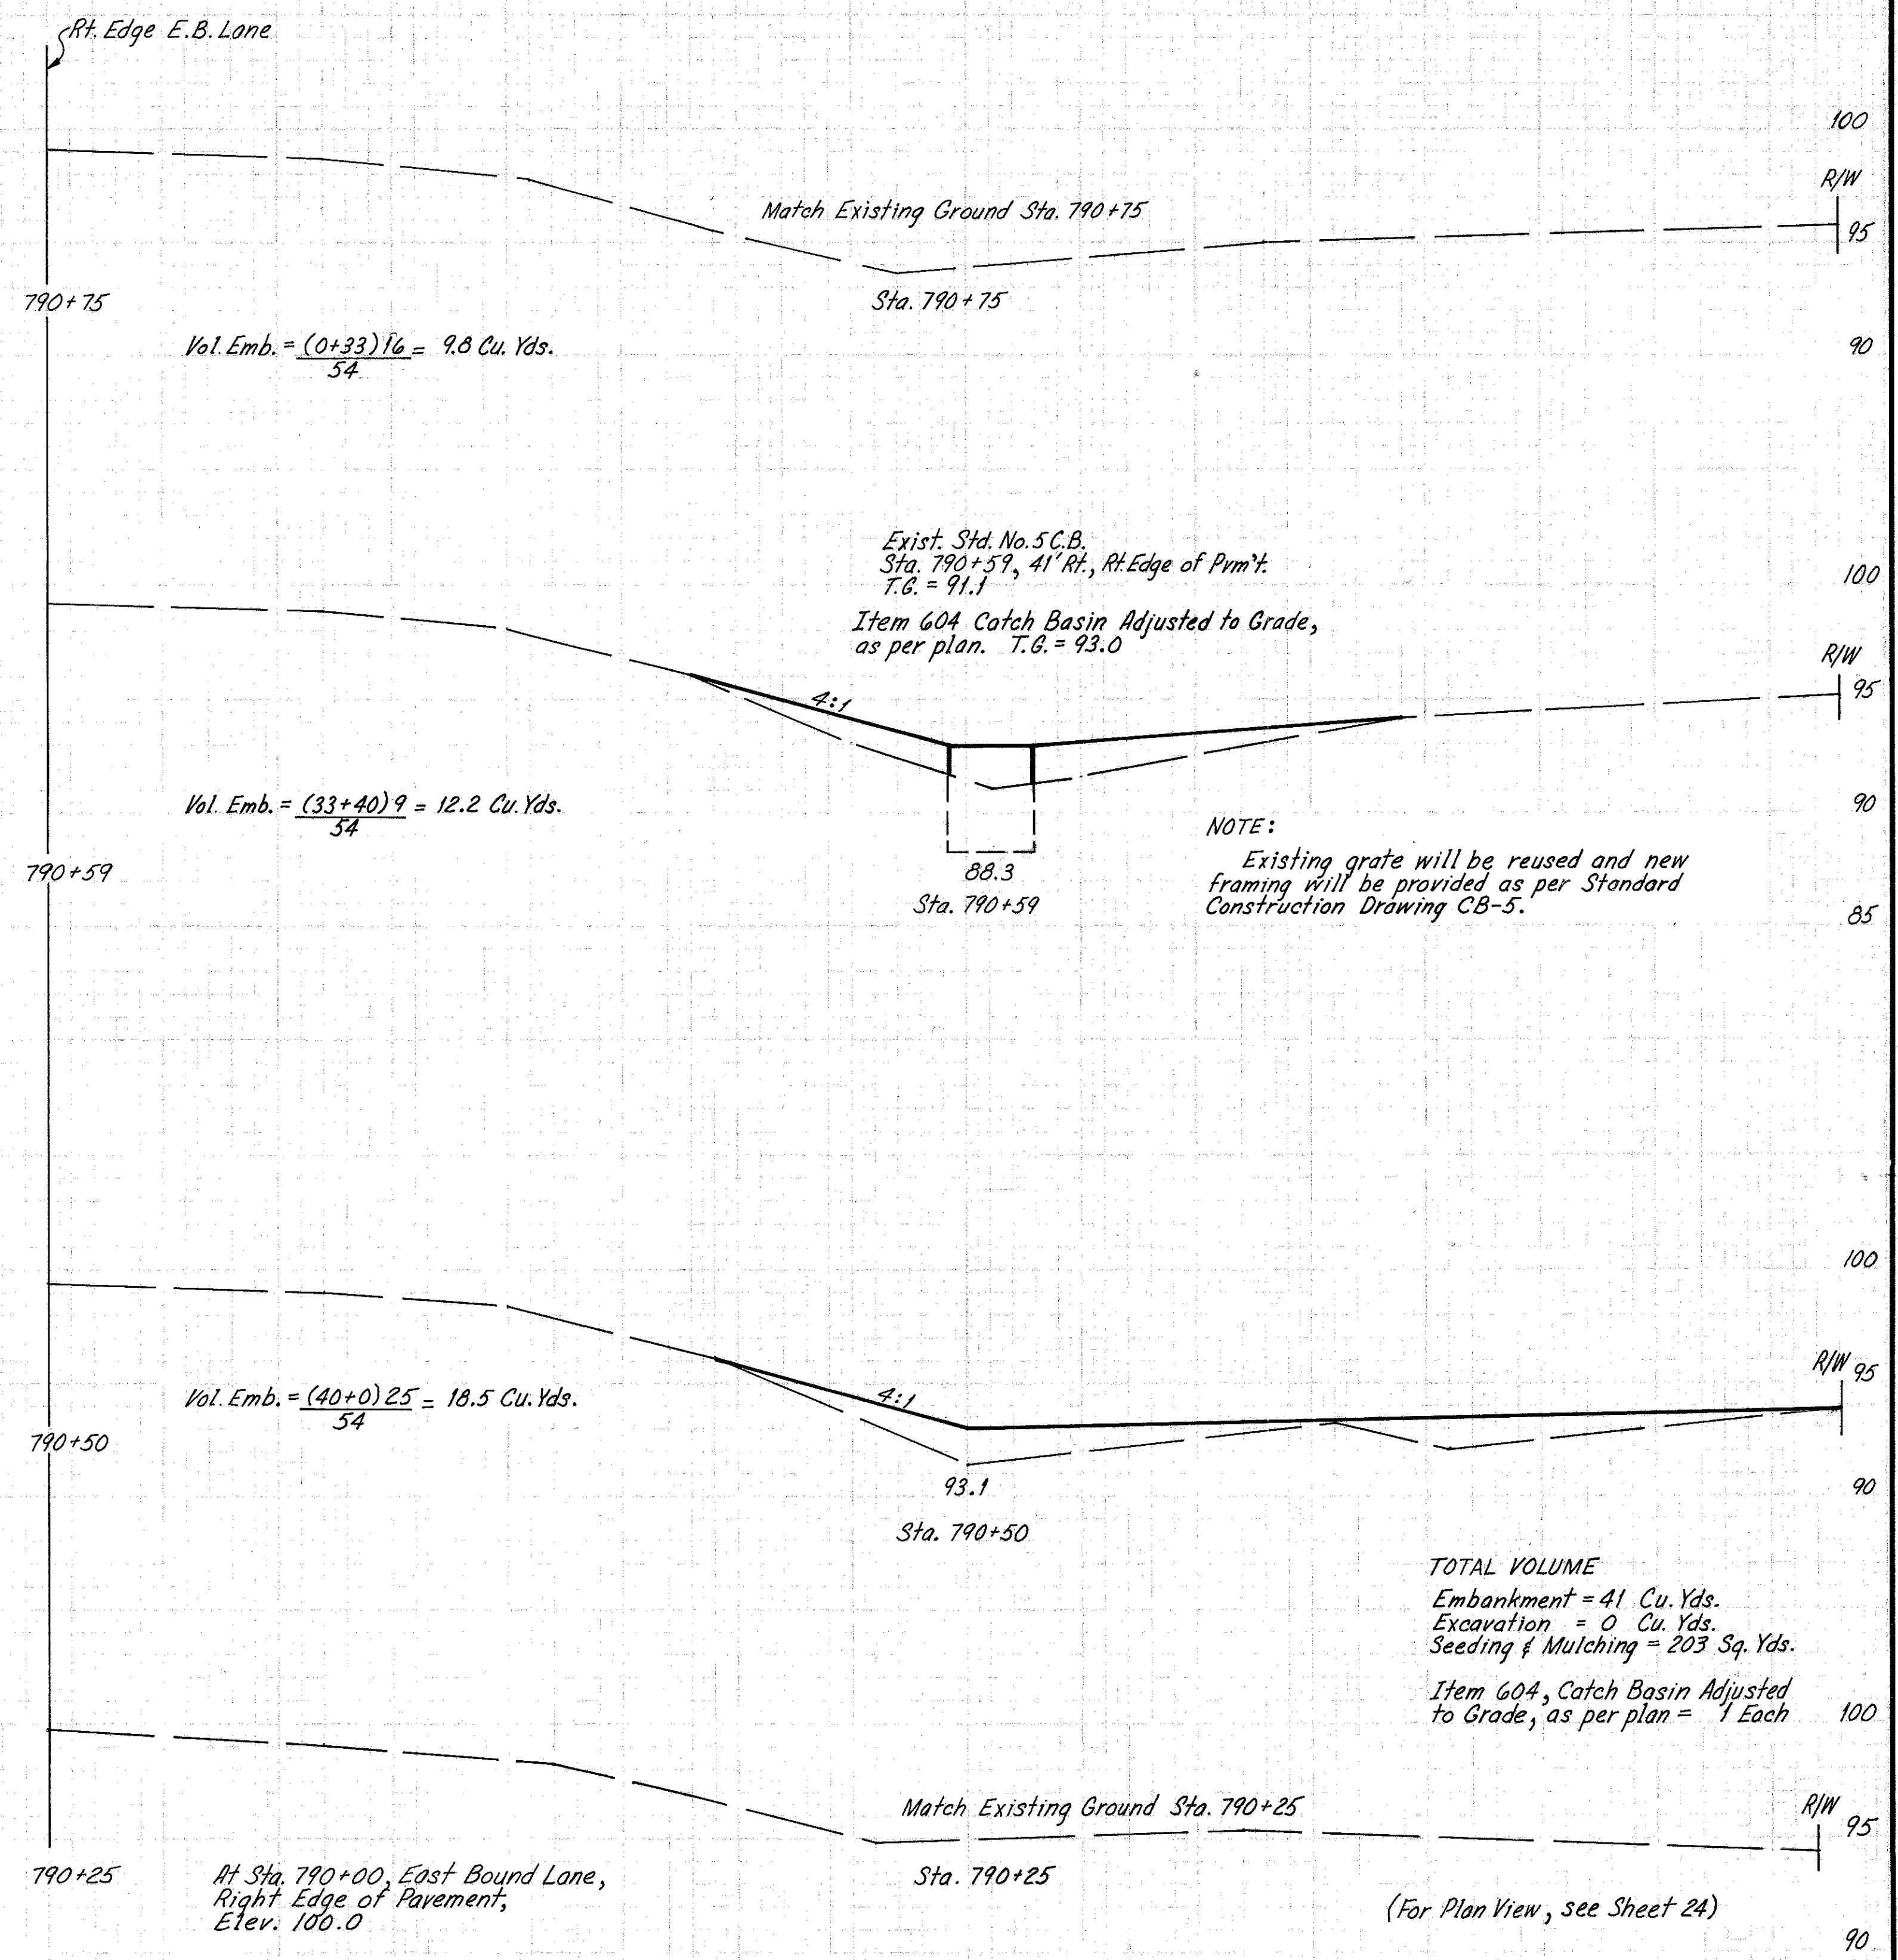 Rt. Edge E.B. Lane
100
R/W
Match Existing Ground Sta. 790+75
95
790+75
Sta. 790+75
Vol. Emb. = (0+33)16 = 9.8 Cu. Yds.
54
90
Exist. Std. No. 5 C.B.
Sta. 790+59, 41' Rt., Rt. Edge of Pvm't.
T.G. = 91.1
100
Item 604 Catch Basin Adjusted to Grade,
as per plan. T.G. = 93.0
R/W
95
4:1
Vol. Emb. = (33+40)9 = 12.2 Cu. Yds.
54
90
NOTE:
Existing grate will be reused and new
framing will be provided as per Standard
Construction Drawing CB-5.
790+59
88.3
Sta. 790+59
85
100
R/W 95
4:1
Vol. Emb. = (40+0)25 = 18.5 Cu. Yds.
54
790+50
93.1
90
Sta. 790+50
TOTAL VOLUME
Embankment = 41 Cu. Yds.
Excavation = 0 Cu. Yds.
Seeding & Mulching = 203 Sq. Yds.
Item 604, Catch Basin Adjusted
to Grade, as per plan = 1 Each
100
Match Existing Ground Sta. 790+25
R/W
95
790+25
Sta. 790+25
At Sta. 790+00, East Bound Lane,
Right Edge of Pavement,
Elev. 100.0
(For Plan View, see Sheet 24)
90